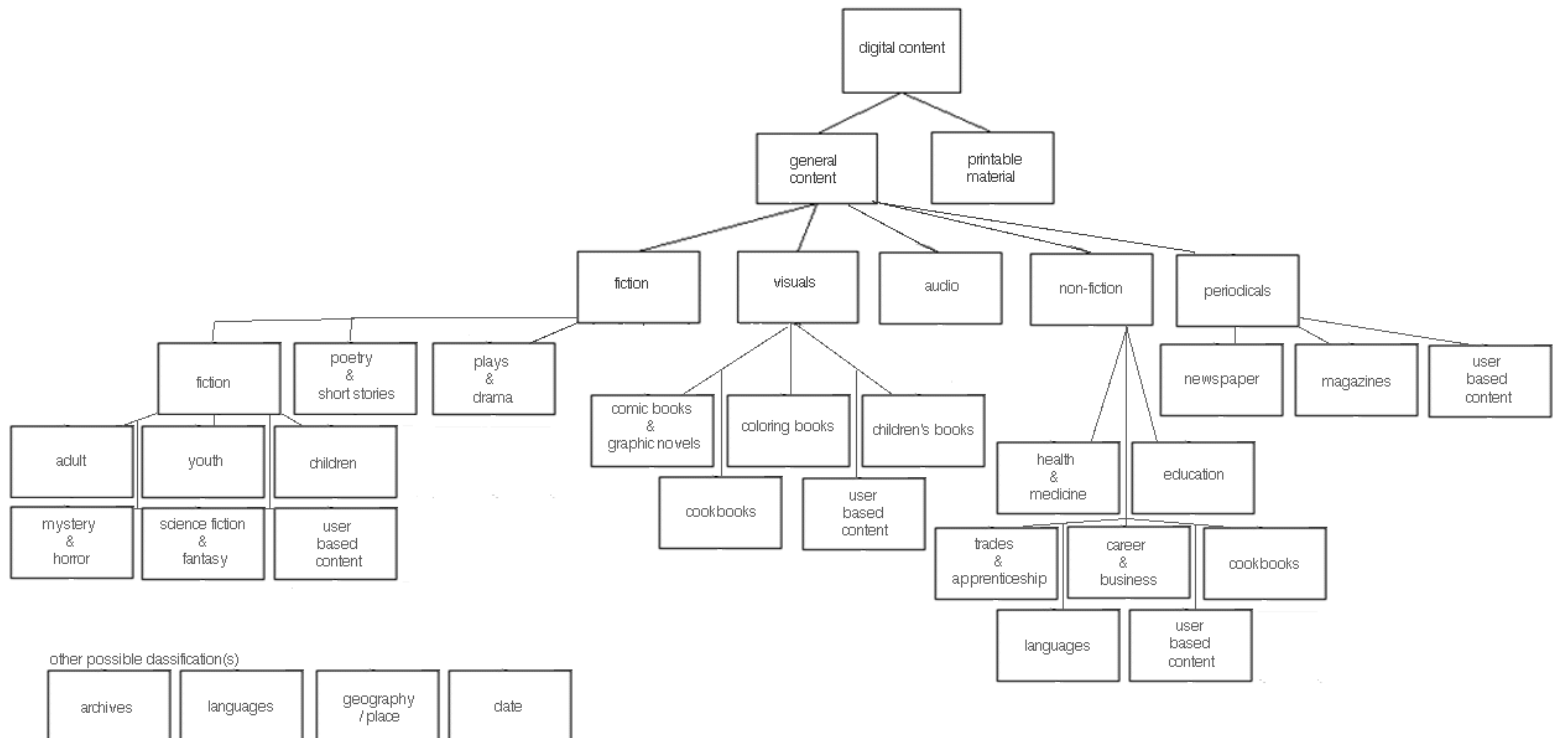 digital content
general
content
printable
material
fiction
visuals
audio
non-fiction
periodicals
fiction
poetry
&
short stories
plays
&
drama
newspaper
magazines
user
based
content
comic books
&
graphic novels
coloring books
children's books
adult
youth
children
health
&
medicine
education
cookbooks
user
based
content
mystery
&
horror
science fiction
&
fantasy
user
based
content
trades
&
apprenticeship
career
&
business
cookbooks
languages
user
based
content
other possible classification(s)
archives
languages
geography
/ place
date